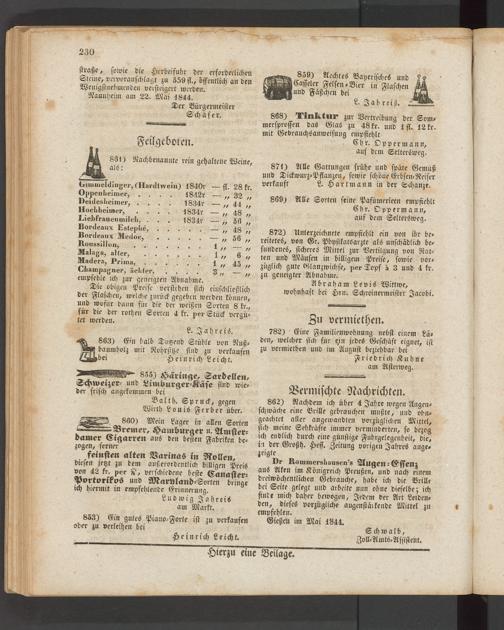 230
straße, sowie die Herbeifuhr der erforderlichen
Steine, veranschlagt zu 559 fl., öffentlich an den
Wenigstnehmenden versteigert werden.
Nauheim am 22. Mai 1844.
Der Bürgermeister
Schäfer.
Feilgeboten.
861) Nachbenannte rein gehaltene Weine,
als:
Gimmeldinger, (Hardtwein) 1840r — fl. 28 kr.
Oppenheimer, . . . . 1842r — „ 32 „
Deidesheimer, . . . . 1834r — „ 44 „
Hochheimer, . . . . 1834r — „ 48 „
Liebfrauenmilch, . . . . 1834r — „ 56 „
Bordeaux Estephé, . . . . — „ 48 „
Bordeaux Medoc, . . . . — „ 56 „
Roussillon, . . . . 1 „ — „
Malaga, alter, . . . . 1 „ 6 „
Madera, Prima, . . . . 1 „ 45 „
Champagner, ächter, . . . . 3 „ — „
empfehle ich zur geneigten Abnahme.
Die obigen Preise verstehen sich einschließlich
der Flaschen, welche zurück gegeben werden können,
und wofür dann für die der weißen Sorten 8 kr.,
für die der rothen Sorten 4 kr. per Stück vergü-
tet werden.
L. Jahreis.
863) Ein halb Dutzend Stühle von Nuß-
baumholz mit Rohrsitze sind zu verkaufen
bei Heinrich Leicht.
855) Häringe, Sardellen,
Schweizer- und Limburger-Käse sind wie-
der frisch angekommen bei
Balth. Spruck, gegen
Wirth Louis Ferber über.
860) Mein Lager in allen Sorten
Bremer, Hamburger u. Amster-
damer Cigarren aus den besten Fabriken be-
zogen, ferner
feinsten alten Varinas in Rollen,
diesen jetzt zu dem außerordentlich billigen Preis
von 42 kr. per ℔, verschiedene beste Canaster-
Portorikos und Maryland-Sorten bringe
ich hiermit in empfehlende Erinnerung.
Ludwig Jahreis
am Markt.
853) Ein gutes Piano-Forte ist zu verkaufen
oder zu verleihen bei
Heinrich Leicht.
859) Aechtes Bayerisches und
Casseler Felsen-Bier in Flaschen
und Fäßchen bei
L. Jahreiß.
868) Tinktur zur Vertreibung der Som-
mersprossen das Glas zu 48 kr. und 1 fl. 12 kr.
mit Gebrauchsanweisung empfiehlt
Chr. Oppermann,
auf dem Seltersweg.
871) Alle Gattungen frühe und späte Gemüß
und Dickwurz-Pflanzen, sowie schöne Erbsen-Reiser
verkauft L. Hartmann in der Schanze.
869) Alle Sorten seine Parfümerieen empfiehlt
Chr. Oppermann,
auf dem Seltersweg.
872) Unterzeichnete empfiehlt ein von ihr be-
reitetes, von Gr. Physikatsarzte als unschädlich be-
fundenes, sicheres Mittel zur Vertilgung von Rat-
ten und Mäusen in billigem Preise, sowie vor-
züglich gute Glanzwichse, per Topf à 3 und 4 kr.
zu geneigter Abnahme.
Abraham Levis Wittwe,
wohnhaft bei Hrn. Schreinermeister Jacobi.
Zu vermiethen.
782) Eine Familienwohnung nebst einem La-
den, welcher sich für ein jedes Geschäft eignet, ist
zu vermiethen und im August beziehbar bei
Friedrich Kuhne
am Asterweg.
Vermischte Nachrichten.
862) Nachdem ich über 4 Jahre wegen Augen-
schwäche eine Brille gebrauchen mußte, und ohn-
geachtet aller angewandten vorzüglichen Mittel,
sich meine Sehkräfte immer verminderten, so bezog
ich endlich durch eine günstige Fuhrgelegenheit, die,
in der Großh. Hess. Zeitung vorigen Jahres ange-
zeigte
Dr Rommershausen's Augen-Essenz
aus Aken im Königreich Preußen, und nach einem
dreiwöchentlichen Gebrauche, habe ich die Brille
bei Seite gelegt und arbeite nun ohne dieselbe; ich
finde mich daher bewogen, Jedem der Art Leiden-
den, dieses vorzügliche augenstärkende Mittel zu
empfehlen.
Gießen im Mai 1844.
Schwalb,
Zoll-Amts-Assistent.
Hierzu eine Beilage.